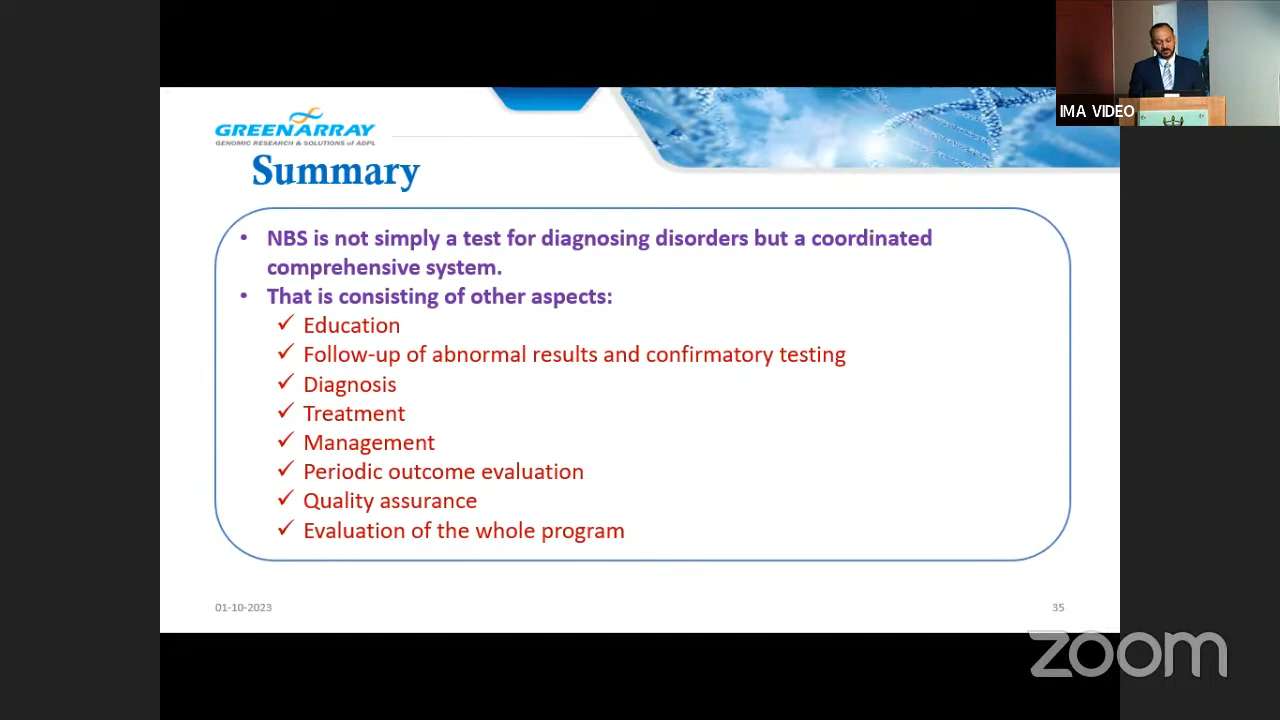 IMA VIDEO
GREENARRAY
GENOMIC RESEARCH & SOLUTIONS of ADPL
Summary
• NBS is not simply a test for diagnosing disorders but a coordinated
comprehensive system.
• That is consisting of other aspects:
✓ Education
✓ Follow-up of abnormal results and confirmatory testing
✓ Diagnosis
✓ Treatment
✓ Management
✓ Periodic outcome evaluation
✓ Quality assurance
✓ Evaluation of the whole program
01-10-2023
35
zoom